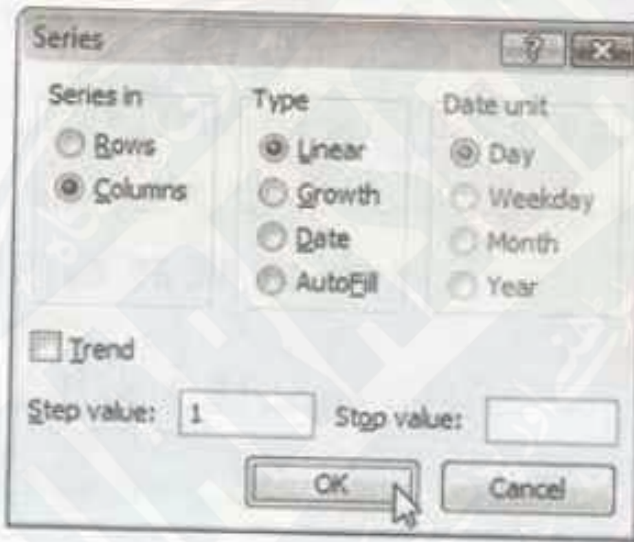 Series
Series in
Rows
Columns
Type
Linear
Growth
Date
AutoFill
Date unit
Day
Weekday
Month
Year
Trend
Step value: 1 Stop value:
OK Cancel